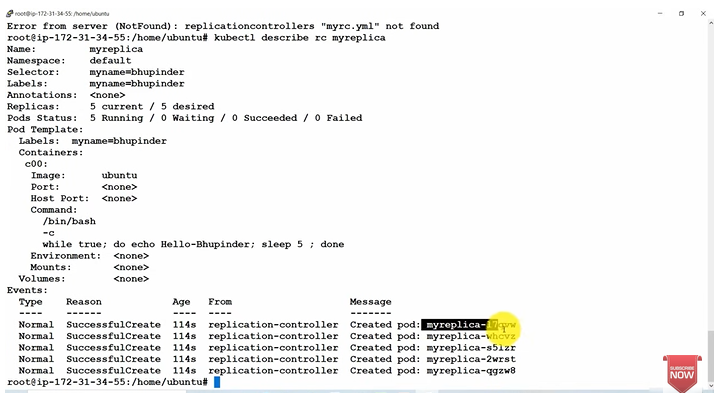 root@ip-172-31-34-55: /home/ubuntu
Error from server (NotFound): replicationcontrollers "myrc.yml" not found
root@ip-172-31-34-55:/home/ubuntu# kubectl describe rc myreplica
Name: myreplica
Namespace: default
Selector: myname=bhupinder
Labels: myname=bhupinder
Annotations: <none>
Replicas: 5 current / 5 desired
Pods Status: 5 Running / 0 Waiting / 0 Succeeded / 0 Failed
Pod Template:
Labels: myname=bhupinder
Containers:
c00:
Image: ubuntu
Port: <none>
Host Port: <none>
Command:
/bin/bash
-c
while true; do echo Hello-Bhupinder; sleep 5 ; done
Environment: <none>
Mounts: <none>
Volumes: <none>
Events:
Type Reason Age From Message
---- ------ ---- ---- -------
Normal SuccessfulCreate 114s replication-controller Created pod:
Normal SuccessfulCreate 114s replication-controller Created pod: myreplica-whcvz
Normal SuccessfulCreate 114s replication-controller Created pod: myreplica-s5lzr
Normal SuccessfulCreate 114s replication-controller Created pod: myreplica-2wrst
Normal SuccessfulCreate 114s replication-controller Created pod: myreplica-qgzw8
root@ip-172-31-34-55:/home/ubuntu#
SUBSCRIBE
NOW